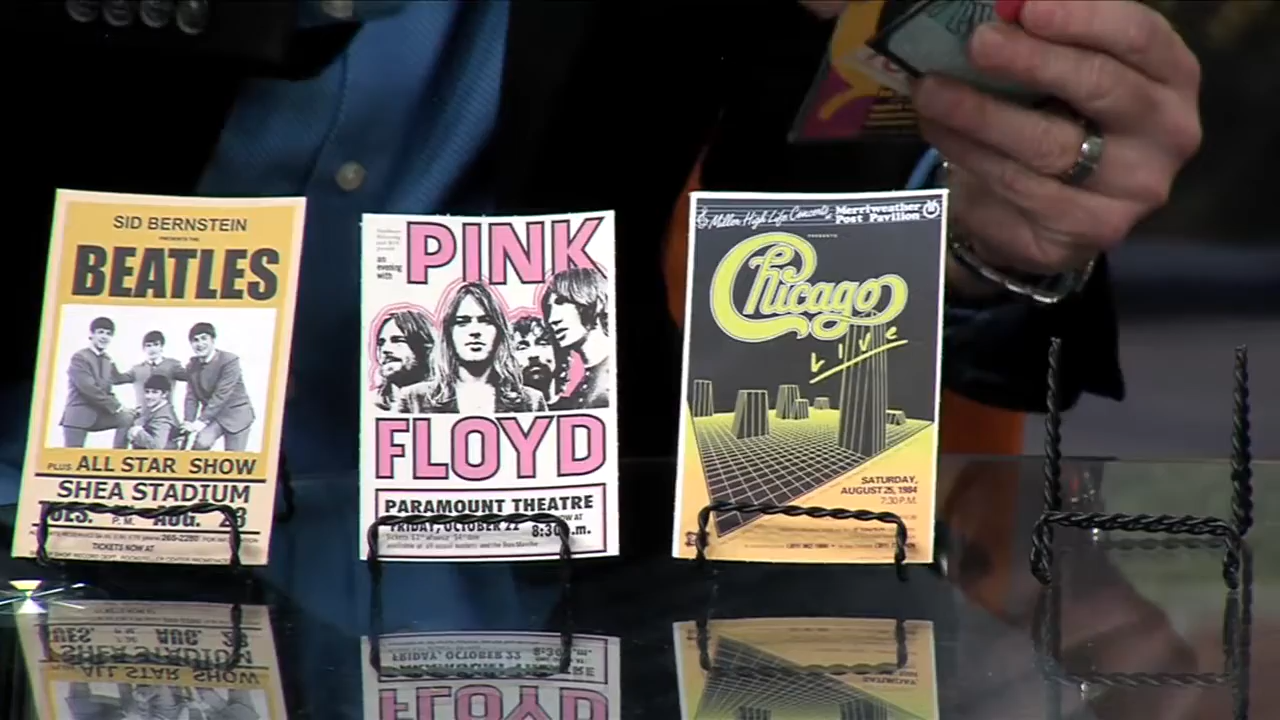 SID BERNSTEIN
PRESENTS THE
BEATLES
PLUS ALL STAR SHOW
SHEA STADIUM
TUES. P.M. AUG. 23
TICKETS NOW AT
an
evening
with
PINK
FLOYD
PARAMOUNT THEATRE
FRIDAY, OCTOBER 22 8:30 P.m.
Miller High Life Concerts
Merriweather
Post Pavilion
PRESENTS
Chicago
LIVE
SATURDAY,
AUGUST 25, 1984
7:30 P.M.